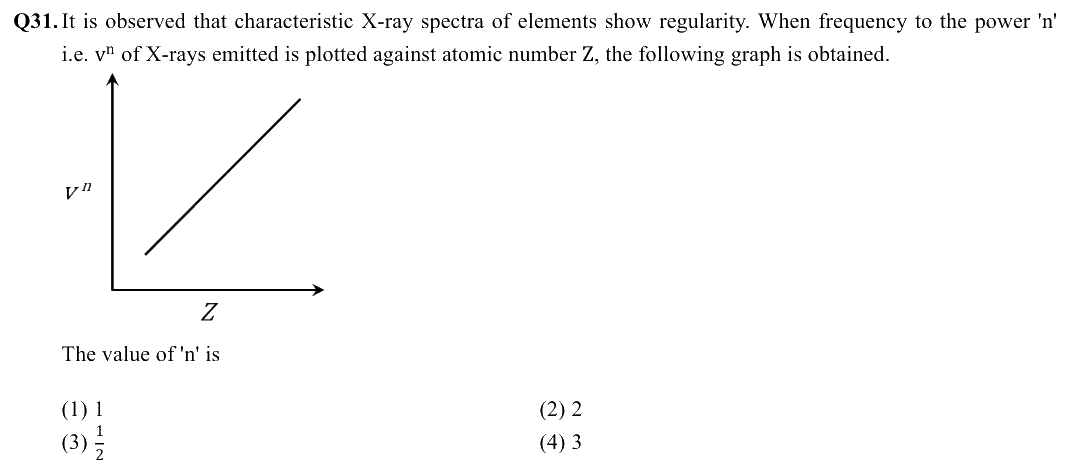 Q31. It is observed that characteristic X-ray spectra of elements show regularity. When frequency to the power 'n'
i.e. νⁿ of X-rays emitted is plotted against atomic number Z, the following graph is obtained.
νⁿ
Z
The value of 'n' is
(1) 1 (2) 2
(3) 1/2 (4) 3